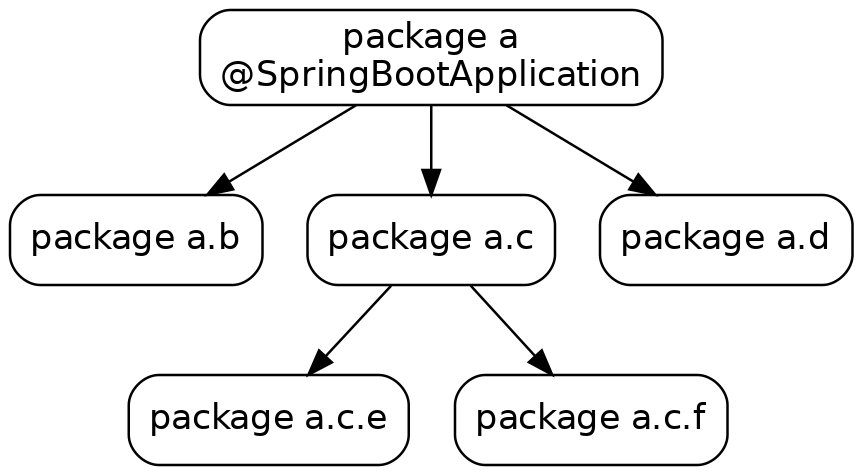 package a
@SpringBootApplication
package a.b
package a.c
package a.d
package a.c.e
package a.c.f